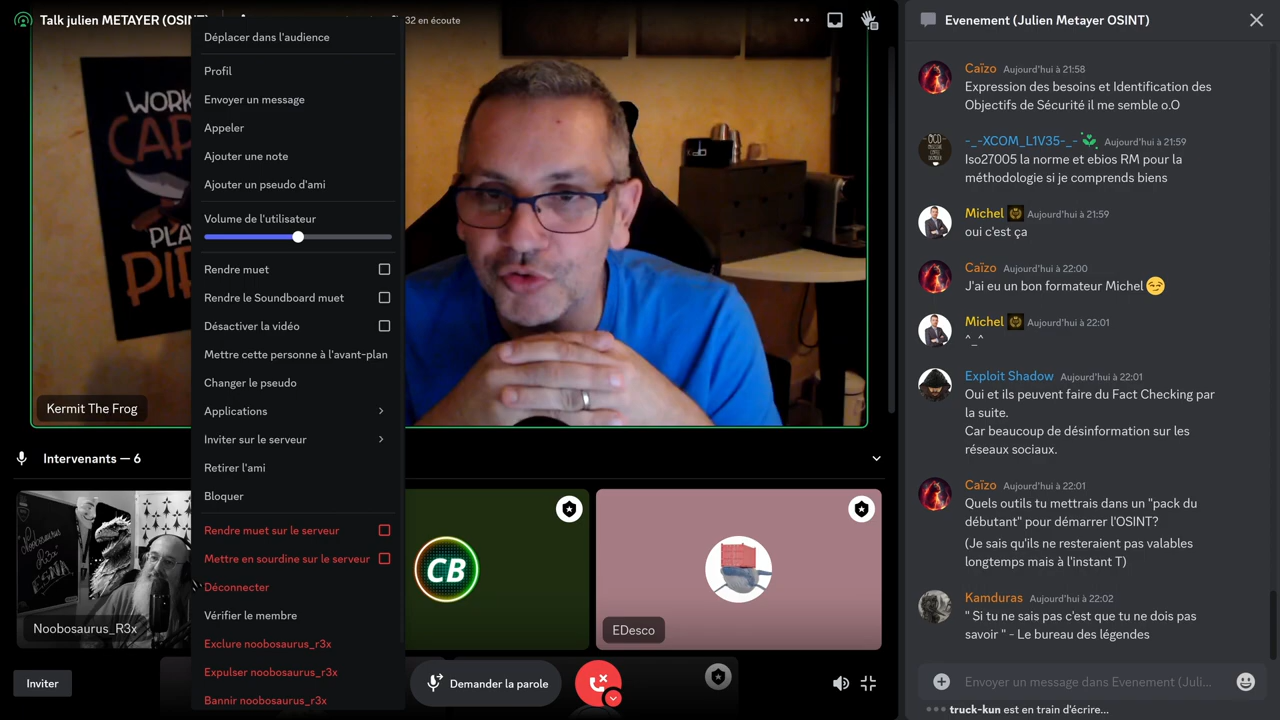 Talk julien METAYER (OSINT)
32 en écoute
WORK
CAP
PLA
PIR
Kermit The Frog
Déplacer dans l'audience
Profil
Envoyer un message
Appeler
Ajouter une note
Ajouter un pseudo d'ami
Volume de l'utilisateur
Rendre muet
Rendre le Soundboard muet
Désactiver la vidéo
Mettre cette personne à l'avant-plan
Changer le pseudo
Applications
Inviter sur le serveur
Retirer l'ami
Bloquer
Rendre muet sur le serveur
Mettre en sourdine sur le serveur
Déconnecter
Vérifier le membre
Exclure noobosaurus_r3x
Expulser noobosaurus_r3x
Bannir noobosaurus_r3x
Intervenants — 6
Noobosaurus_R3x
CB
EDesco
Inviter
Demander la parole
Evenement (Julien Metayer OSINT)
Caïzo Aujourd'hui à 21:58
Expression des besoins et Identification des
Objectifs de Sécurité il me semble o.O
-_-XCOM_L1V35-_- Aujourd'hui à 21:59
Iso27005 la norme et ebios RM pour la
méthodologie si je comprends biens
Michel Aujourd'hui à 21:59
oui c'est ça
Caïzo Aujourd'hui à 22:00
J'ai eu un bon formateur Michel 😏
Michel Aujourd'hui à 22:01
^_^
Exploit Shadow Aujourd'hui à 22:01
Oui et ils peuvent faire du Fact Checking par
la suite.
Car beaucoup de désinformation sur les
réseaux sociaux.
Caïzo Aujourd'hui à 22:01
Quels outils tu mettrais dans un "pack du
débutant" pour démarrer l'OSINT?
(Je sais qu'ils ne resteraient pas valables
longtemps mais à l'instant T)
Kamduras Aujourd'hui à 22:02
" Si tu ne sais pas c'est que tu ne dois pas
savoir " - Le bureau des légendes
Envoyer un message dans Evenement (Juli...
truck-kun est en train d'écrire...